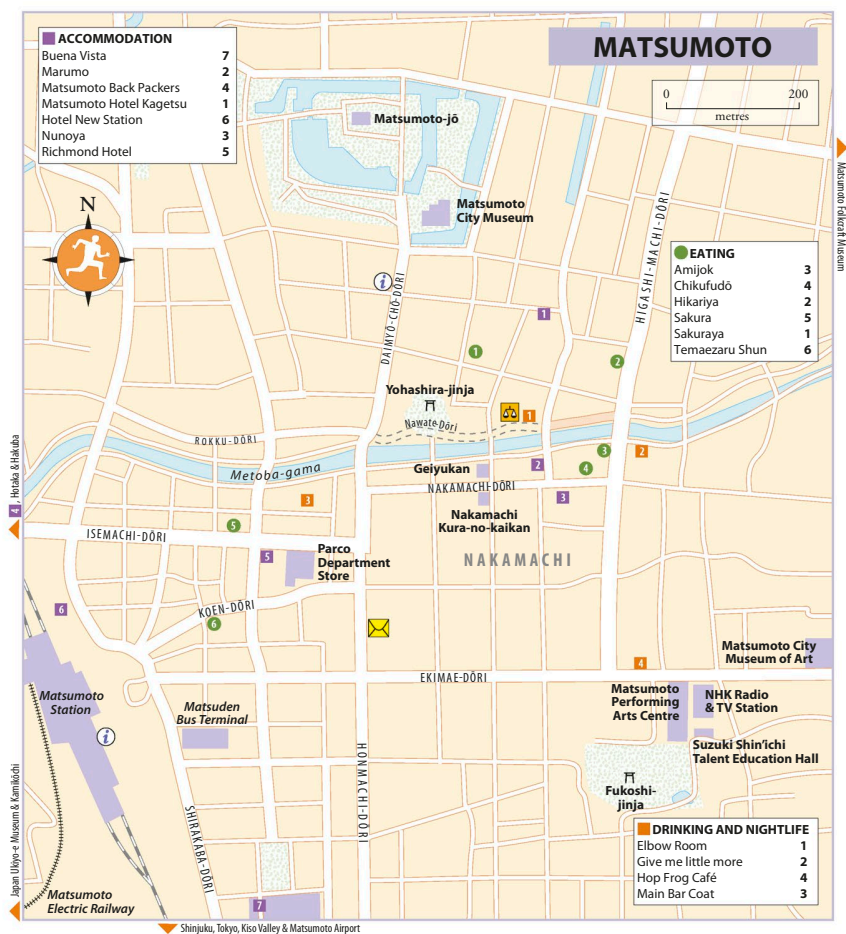 ACCOMMODATION
Buena Vista 7
Marumo 2
Matsumoto Back Packers 4
Matsumoto Hotel Kagetsu 1
Hotel New Station 6
Nunoya 3
Richmond Hotel 5
MATSUMOTO
0 200
metres
Matsumoto-jō
Matsumoto
City Museum
N
Matsumoto Folkcraft Museum
HIGASHI-MACHI-DŌRI
EATING
Amijok 3
Chikufudō 4
Hikariya 2
Sakura 5
Sakuraya 1
Temaezaru Shun 6
i
DAIMYŌ-CHŌ-DŌRI
1
1
2
Yohashira-jinja
Nawate-Dōri
1
ROKKU-DŌRI
Metoba-gama
Geiyukan
2
3
4
2
NAKAMACHI-DŌRI
3
3
Nakamachi
Kura-no-kaikan
4, Hotaka & Hakuba
5
ISEMACHI-DŌRI
5
Parco
Department
Store
NAKAMACHI
6
KOEN-DŌRI
6
4
Matsumoto City
Museum of Art
EKIMAE-DŌRI
Matsumoto
Station
Matsuden
Bus Terminal
Matsumoto
Performing
Arts Centre
NHK Radio
& TV Station
i
Suzuki Shin’ichi
Talent Education Hall
HONMACHI-DŌRI
Fukoshi-
jinja
SHIRAKABA-DŌRI
Japan Ukiyo-e Museum & Kamikōchi
DRINKING AND NIGHTLIFE
Elbow Room 1
Give me little more 2
Hop Frog Café 4
Main Bar Coat 3
Matsumoto
Electric Railway
7
Shinjuku, Tokyo, Kiso Valley & Matsumoto Airport